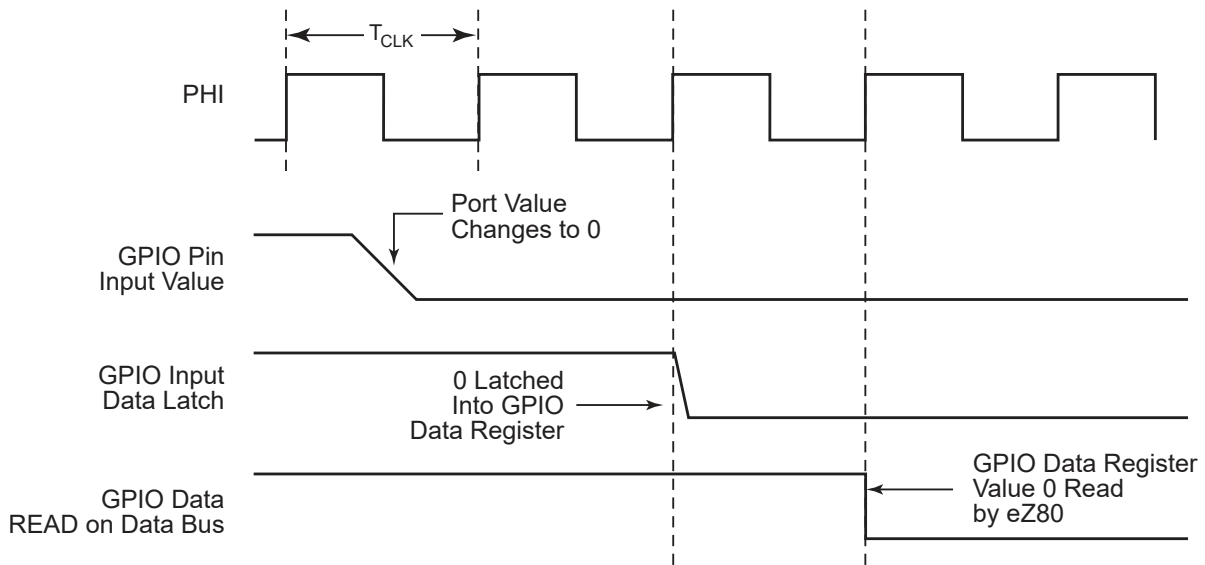 TCLK
PHI
Port Value
Changes to 0
GPIO Pin
Input Value
GPIO Input
Data Latch
0 Latched
Into GPIO
Data Register
GPIO Data
READ on Data Bus
GPIO Data Register
Value 0 Read
by eZ80